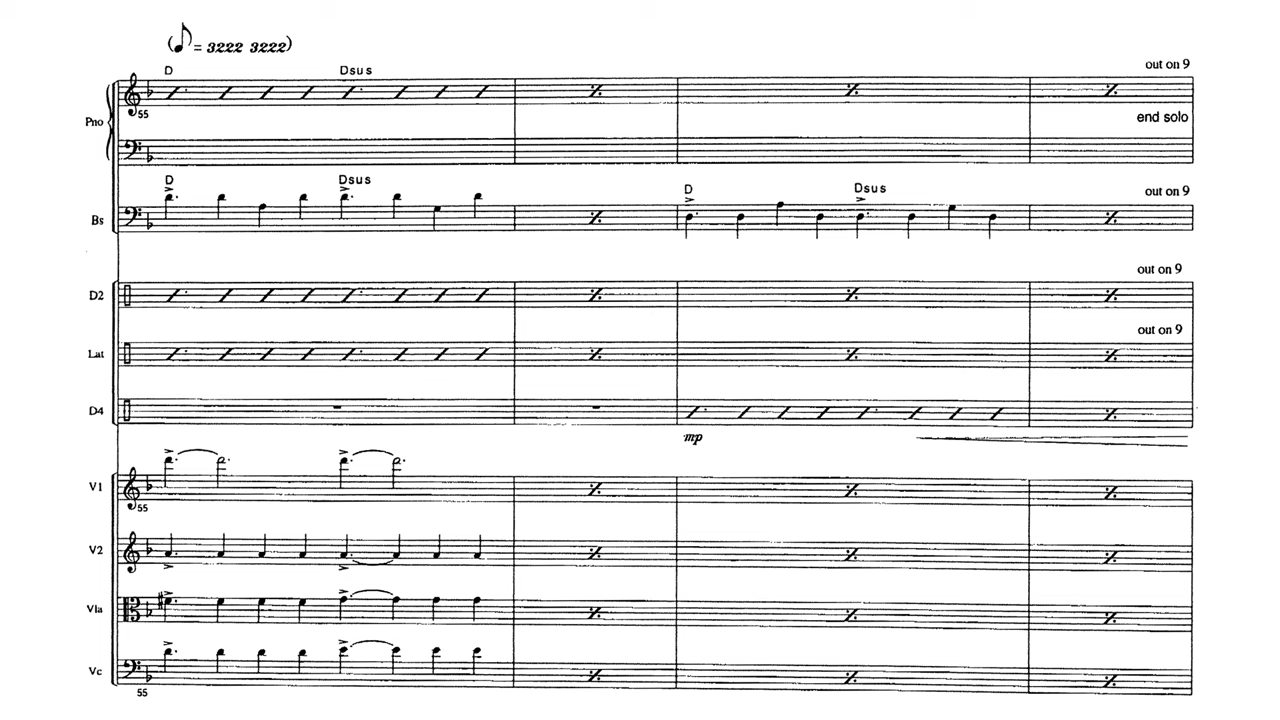 (♪ = 3222 3222)
D Dsus
out on 9
55
Pno
end solo
D Dsus D Dsus
out on 9
Bs
out on 9
D2
out on 9
Lat
D4
mp
V1
55
V2
Vla
Vc
55